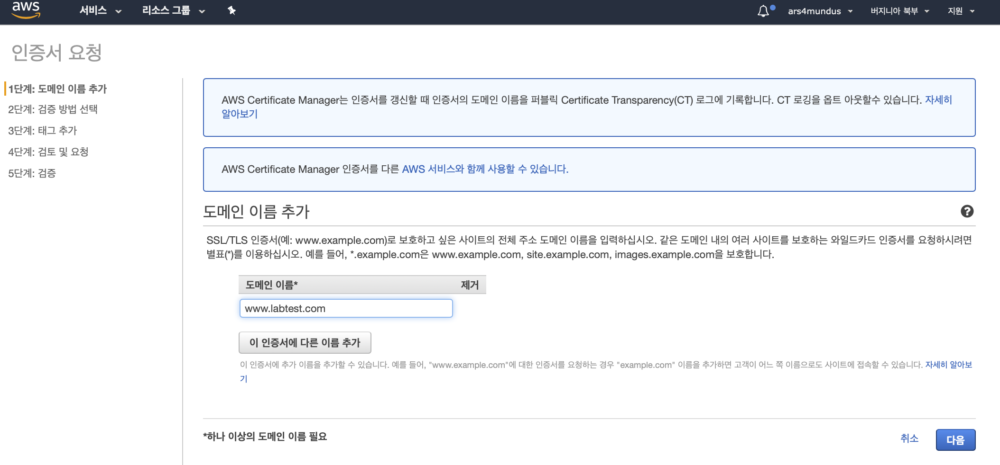 aws 서비스 리소스 그룹 ars4mundus 버지니아 북부 지원
인증서 요청
1단계: 도메인 이름 추가
2단계: 검증 방법 선택
3단계: 태그 추가
4단계: 검토 및 요청
5단계: 검증
AWS Certificate Manager는 인증서를 갱신할 때 인증서의 도메인 이름을 퍼블릭 Certificate Transparency(CT) 로그에 기록합니다. CT 로깅을 옵트 아웃할수 있습니다. 자세히
알아보기
AWS Certificate Manager 인증서를 다른 AWS 서비스와 함께 사용할 수 있습니다.
도메인 이름 추가
SSL/TLS 인증서(예: www.example.com)로 보호하고 싶은 사이트의 전체 주소 도메인 이름을 입력하십시오. 같은 도메인 내의 여러 사이트를 보호하는 와일드카드 인증서를 요청하시려면
별표(*)를 이용하십시오. 예를 들어, *.example.com은 www.example.com, site.example.com, images.example.com을 보호합니다.
도메인 이름* 제거
www.labtest.com
이 인증서에 다른 이름 추가
이 인증서에 추가 이름을 추가할 수 있습니다. 예를 들어, "www.example.com"에 대한 인증서를 요청하는 경우 "example.com" 이름을 추가하면 고객이 어느 쪽 이름으로도 사이트에 접속할 수 있습니다. 자세히 알아보
기
*하나 이상의 도메인 이름 필요
취소 다음